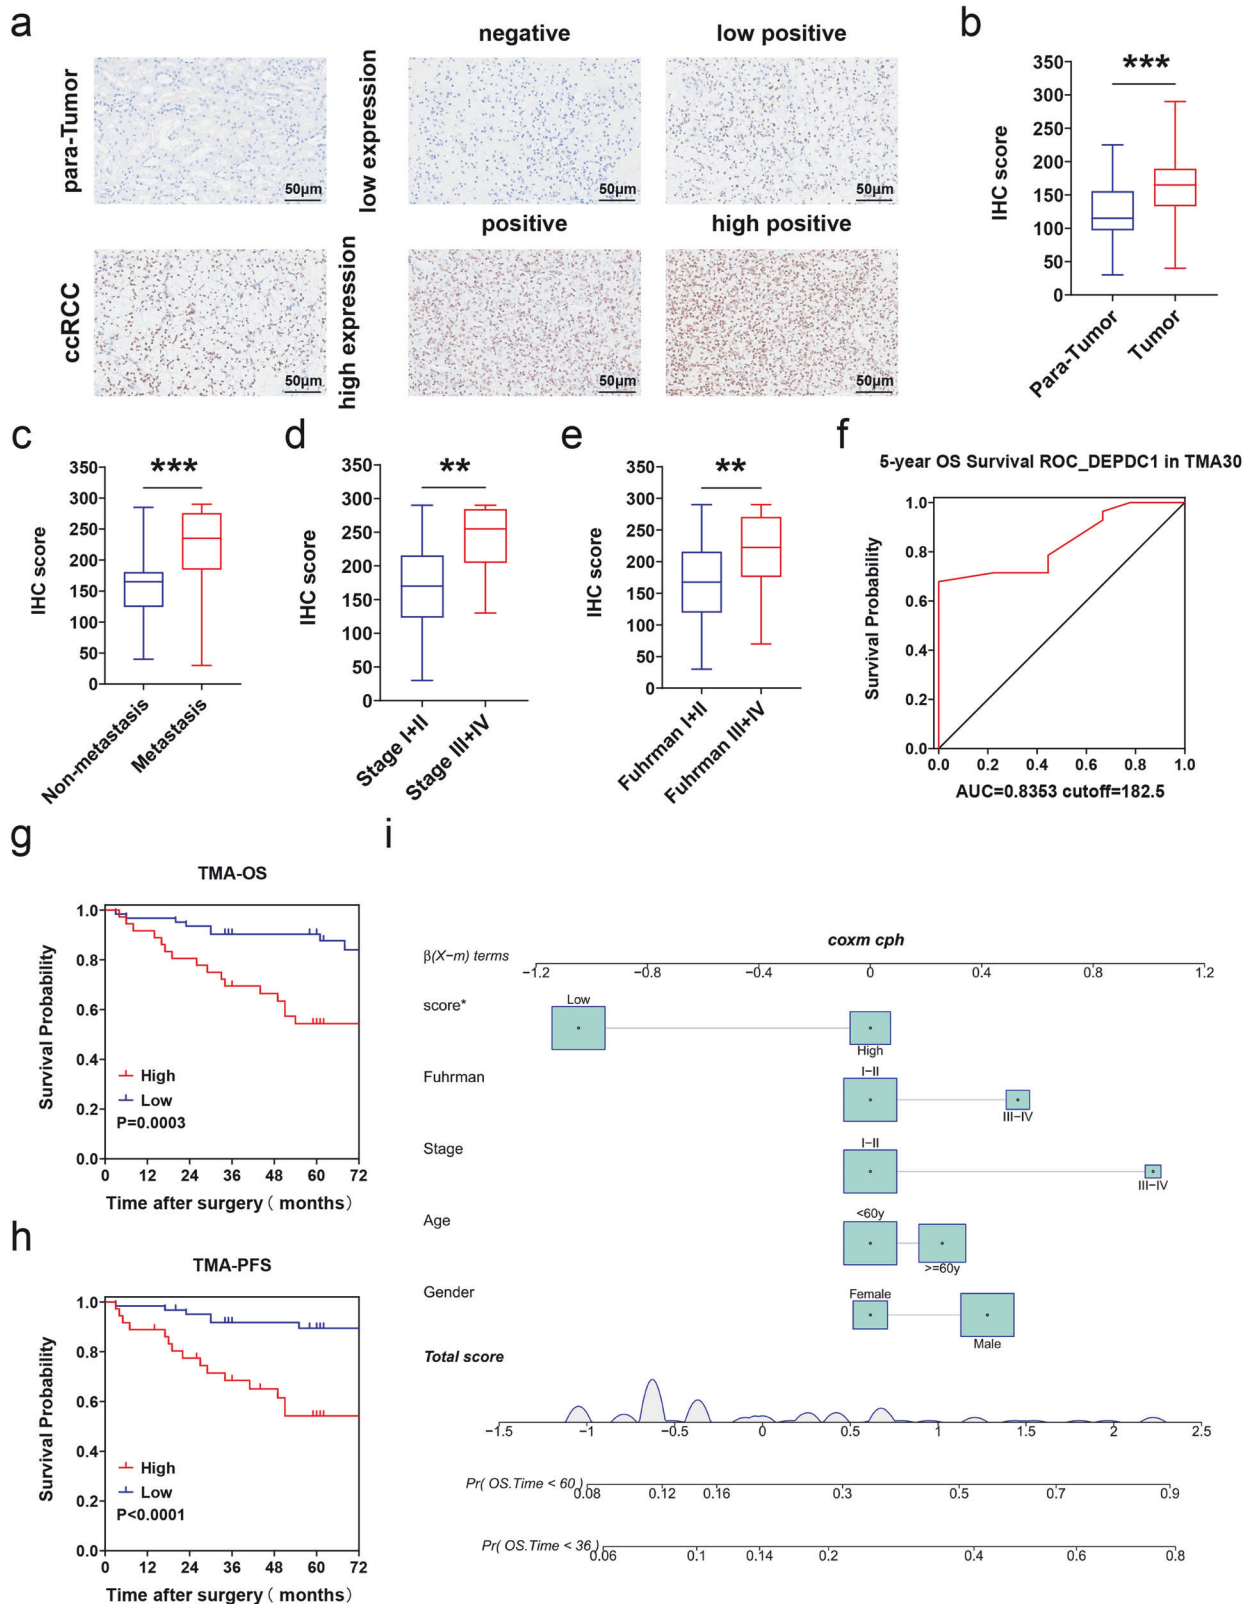 a
negative
low positive
para-Tumor
low expression
50μm
50μm
50μm
positive
high positive
ccRCC
high expression
50μm
50μm
50μm
b
***
IHC score
350
300
250
200
150
100
50
0
Para-Tumor
Tumor
c
***
IHC score
350
300
250
200
150
100
50
0
Non-metastasis
Metastasis
d
**
IHC score
350
300
250
200
150
100
50
0
Stage I+II
Stage III+IV
e
**
IHC score
350
300
250
200
150
100
50
0
Fuhrman I+II
Fuhrman III+IV
f
5-year OS Survival ROC_DEPDC1 in TMA30
Survival Probability
1.0
0.8
0.6
0.4
0.2
0.0
0.0 0.2 0.4 0.6 0.8 1.0
AUC=0.8353 cutoff=182.5
g
TMA-OS
Survival Probability
1.0
0.8
0.6
0.4
0.2
0.0
High
Low
P=0.0003
0 12 24 36 48 60 72
Time after surgery ( months)
h
TMA-PFS
Survival Probability
1.0
0.8
0.6
0.4
0.2
0.0
High
Low
P<0.0001
0 12 24 36 48 60 72
Time after surgery ( months)
i
coxm cph
β(X−m) terms
−1.2 −0.8 −0.4 0 0.4 0.8 1.2
score*
Low
High
Fuhrman
I−II
III−IV
Stage
I−II
III−IV
Age
<60y
>=60y
Gender
Female
Male
Total score
−1.5 −1 −0.5 0 0.5 1 1.5 2 2.5
Pr( OS.Time < 60 )
0.08 0.12 0.16 0.3 0.5 0.7 0.9
Pr( OS.Time < 36 )
0.06 0.1 0.14 0.2 0.4 0.6 0.8